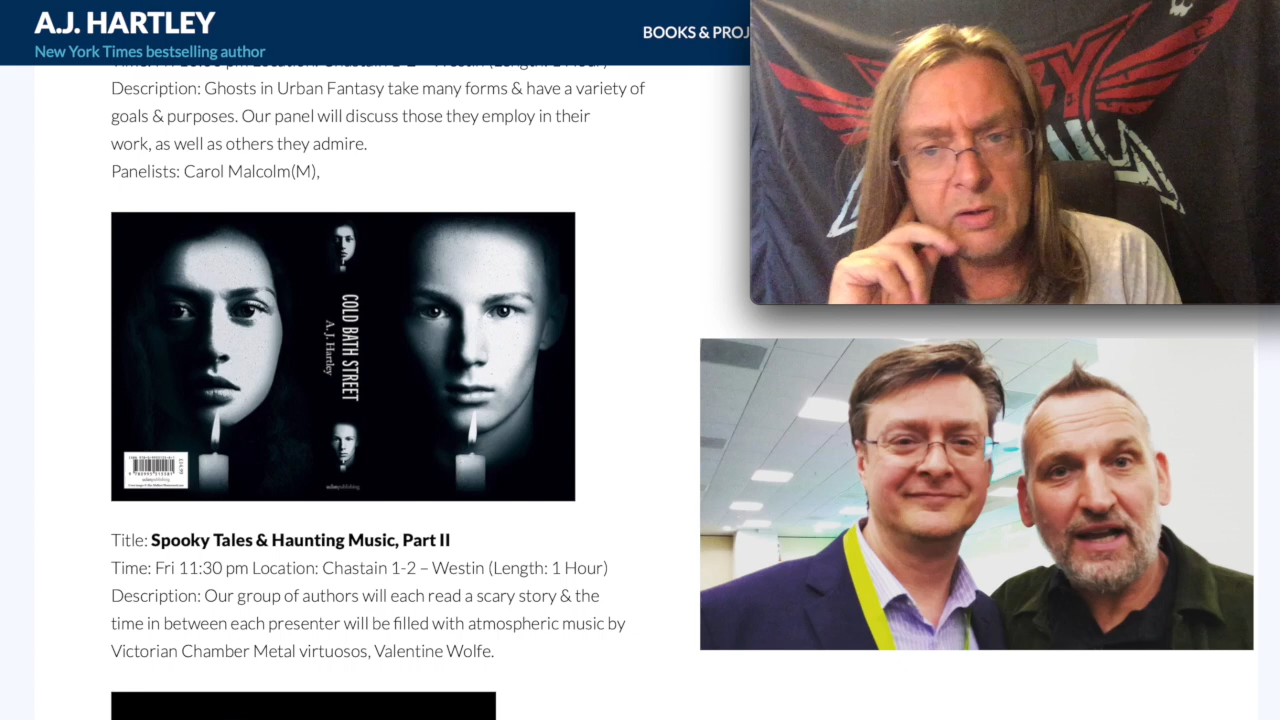 A.J. HARTLEY
New York Times bestselling author
BOOKS & PROJ
Description: Ghosts in Urban Fantasy take many forms & have a variety of
goals & purposes. Our panel will discuss those they employ in their
work, as well as others they admire.
Panelists: Carol Malcolm(M),
COLD BATH STREET
A. J. Hartley
Title: Spooky Tales & Haunting Music, Part II
Time: Fri 11:30 pm Location: Chastain 1-2 – Westin (Length: 1 Hour)
Description: Our group of authors will each read a scary story & the
time in between each presenter will be filled with atmospheric music by
Victorian Chamber Metal virtuosos, Valentine Wolfe.